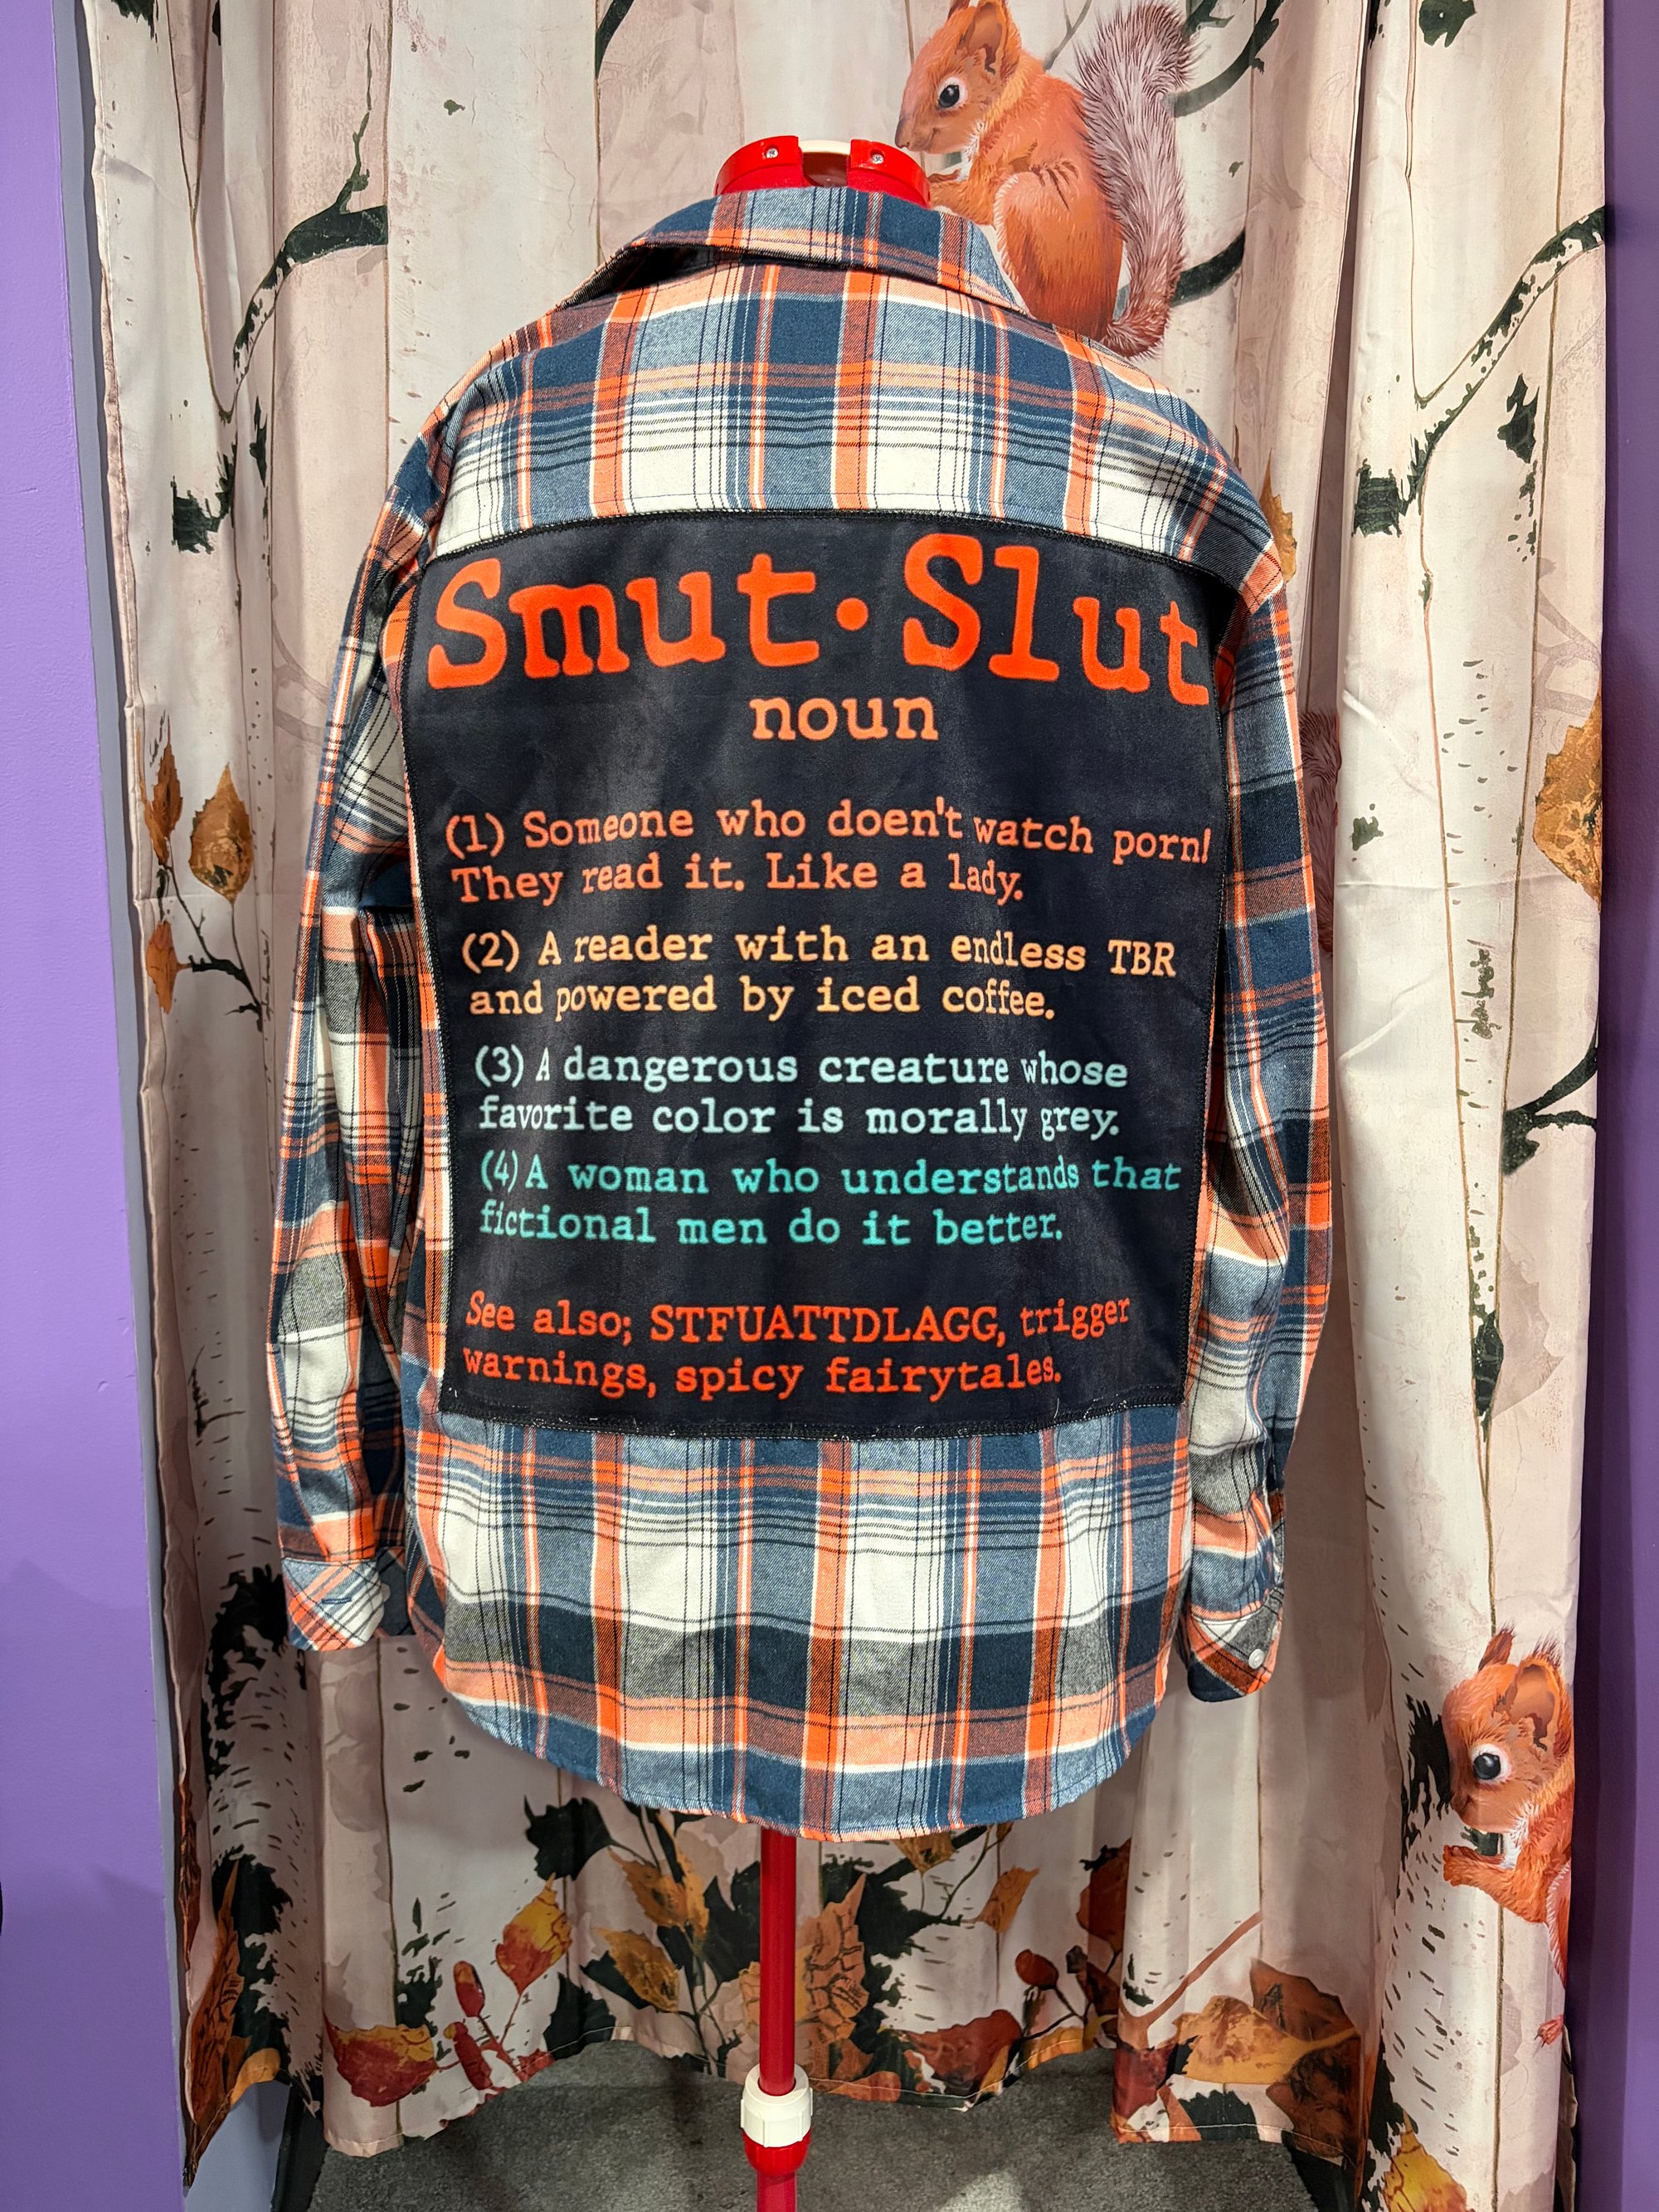 Smut•Slut
noun
(1) Someone who doen't watch porn!
They read it. Like a lady.
(2) A reader with an endless TBR
and powered by iced coffee.
(3) A dangerous creature whose
favorite color is morally grey.
(4) A woman who understands that
fictional men do it better.
See also; STFUATTDLAGG, trigger
warnings, spicy fairytales.